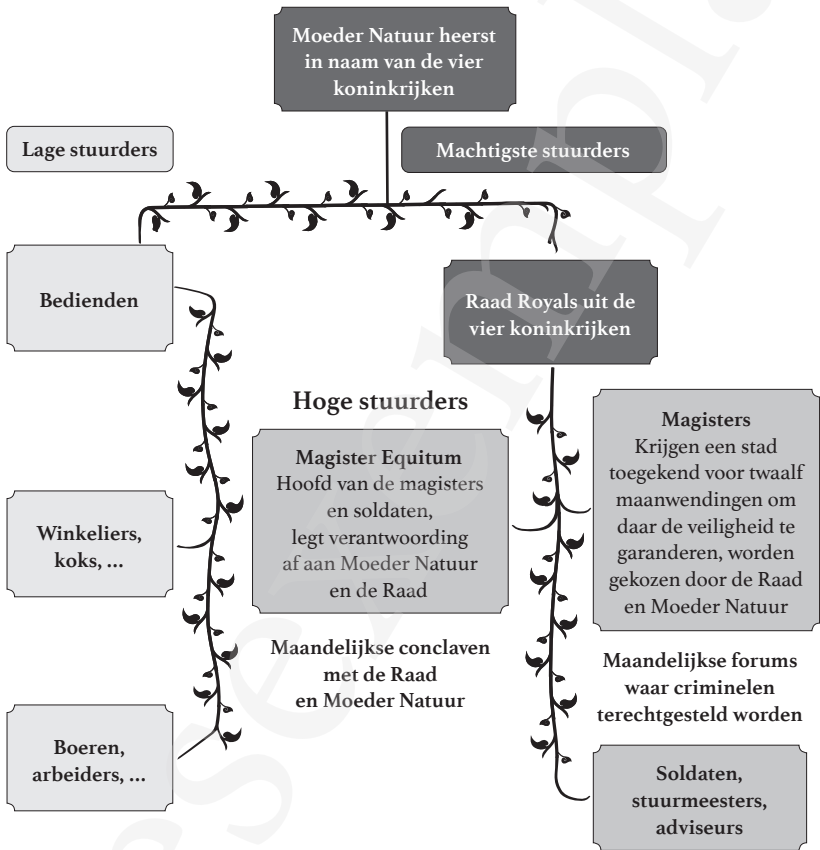 Moeder Natuur heerst
in naam van de vier
koninkrijken
Lage stuurders
Machtigste stuurders
Bedienden
Raad Royals uit de
vier koninkrijken
Hoge stuurders
Magister Equitum
Hoofd van de magisters
en soldaten,
legt verantwoording
af aan Moeder Natuur
en de Raad
Magisters
Krijgen een stad
toegekend voor twaalf
maanwendingen om
daar de veiligheid te
garanderen, worden
gekozen door de Raad
en Moeder Natuur
Winkeliers,
koks, ...
Maandelijkse conclaven
met de Raad
en Moeder Natuur
Maandelijkse forums
waar criminelen
terechtgesteld worden
Boeren,
arbeiders, ...
Soldaten,
stuurmeesters,
adviseurs